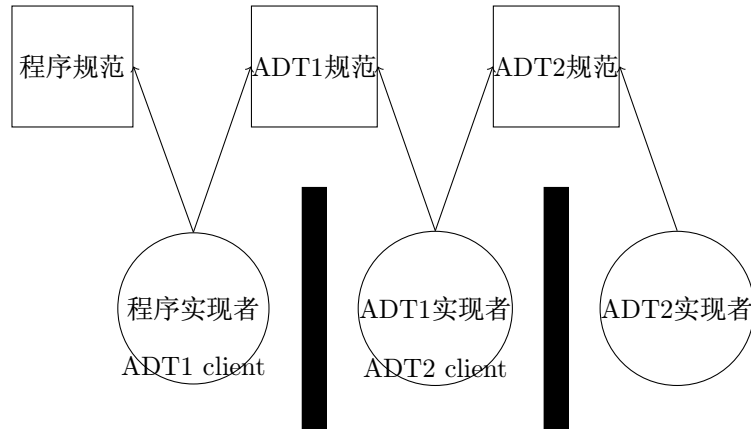 程序规范
ADT1规范
ADT2规范
程序实现者
ADT1 client
ADT1实现者
ADT2 client
ADT2实现者